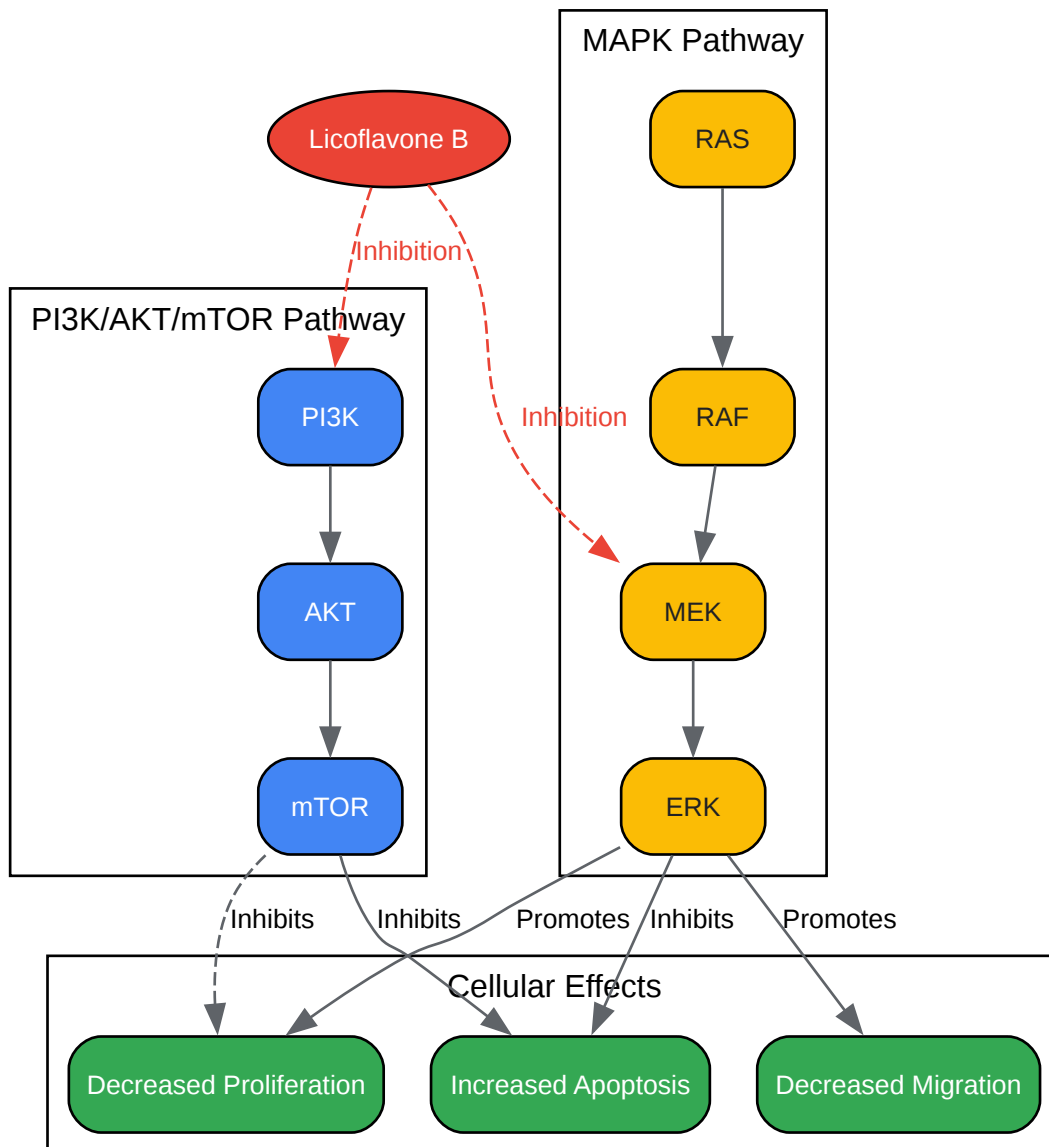 MAPK Pathway
Licoflavone B
RAS
Inhibition
PI3K/AKT/mTOR Pathway
PI3K
Inhibition
RAF
AKT
MEK
mTOR
ERK
Inhibits
Inhibits
Promotes
Inhibits
Promotes
Cellular Effects
Decreased Proliferation
Increased Apoptosis
Decreased Migration